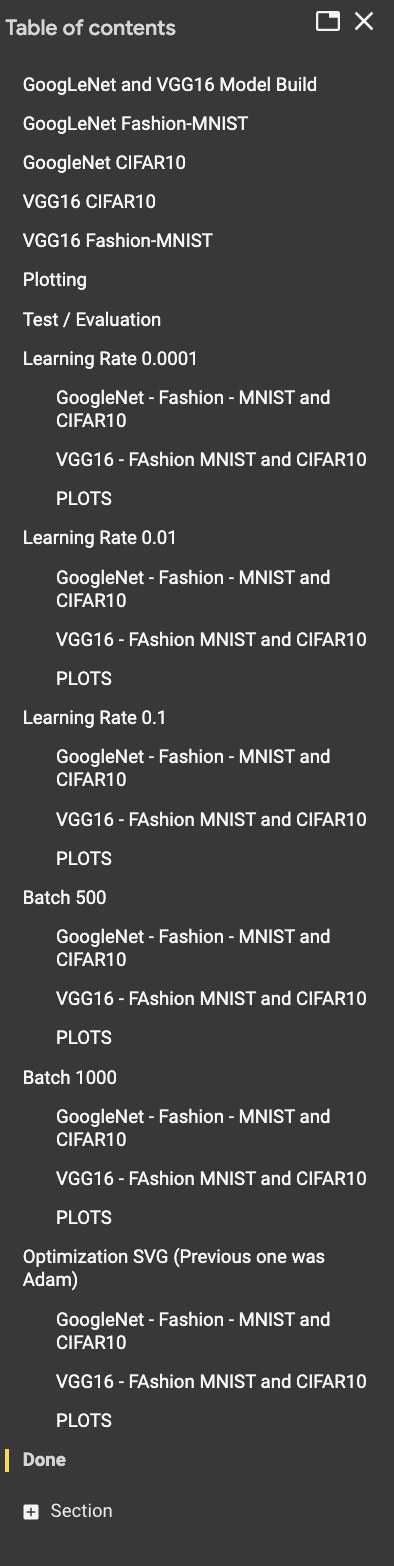 Table of contents
GoogLeNet and VGG16 Model Build
GoogLeNet Fashion-MNIST
GoogleNet CIFAR10
VGG16 CIFAR10
VGG16 Fashion-MNIST
Plotting
Test / Evaluation
Learning Rate 0.0001
GoogleNet - Fashion - MNIST and
CIFAR10
VGG16 - FAshion MNIST and CIFAR10
PLOTS
Learning Rate 0.01
GoogleNet - Fashion - MNIST and
CIFAR10
VGG16 - FAshion MNIST and CIFAR10
PLOTS
Learning Rate 0.1
GoogleNet - Fashion - MNIST and
CIFAR10
VGG16 - FAshion MNIST and CIFAR10
PLOTS
Batch 500
GoogleNet - Fashion - MNIST and
CIFAR10
VGG16 - FAshion MNIST and CIFAR10
PLOTS
Batch 1000
GoogleNet - Fashion - MNIST and
CIFAR10
VGG16 - FAshion MNIST and CIFAR10
PLOTS
Optimization SVG (Previous one was
Adam)
GoogleNet - Fashion - MNIST and
CIFAR10
VGG16 - FAshion MNIST and CIFAR10
PLOTS
Done
Section